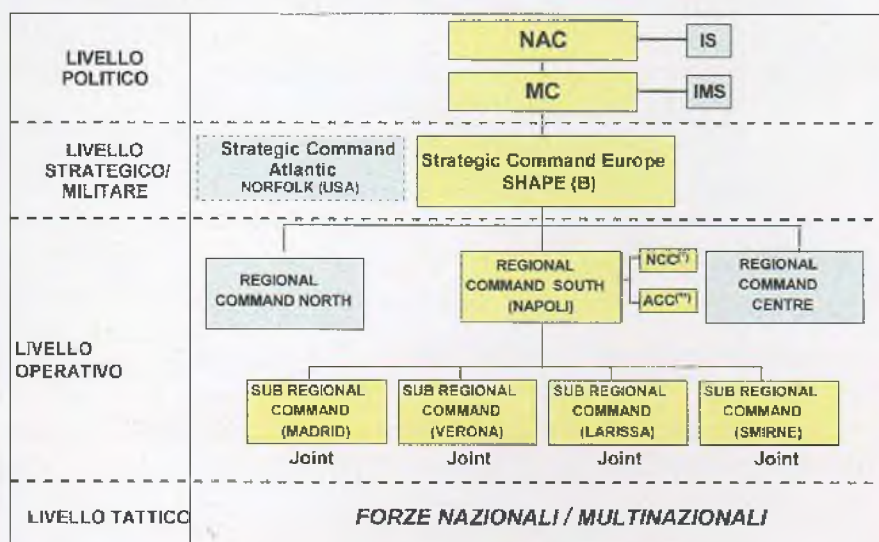 LIVELLO
POLITICO
NAC
IS
MC
IMS
LIVELLO
STRATEGICO/
MILITARE
Strategic Command
Atlantic
NORFOLK (USA)
Strategic Command Europe
SHAPE (B)
LIVELLO
OPERATIVO
REGIONAL
COMMAND NORTH
REGIONAL
COMMAND SOUTH
(NAPOLI)
NCC(*)
ACC(**)
REGIONAL
COMMAND
CENTRE
SUB REGIONAL
COMMAND
(MADRID)
Joint
SUB REGIONAL
COMMAND
(VERONA)
Joint
SUB REGIONAL
COMMAND
(LARISSA)
Joint
SUB REGIONAL
COMMAND
(SMIRNE)
Joint
LIVELLO TATTICO
FORZE NAZIONALI / MULTINAZIONALI